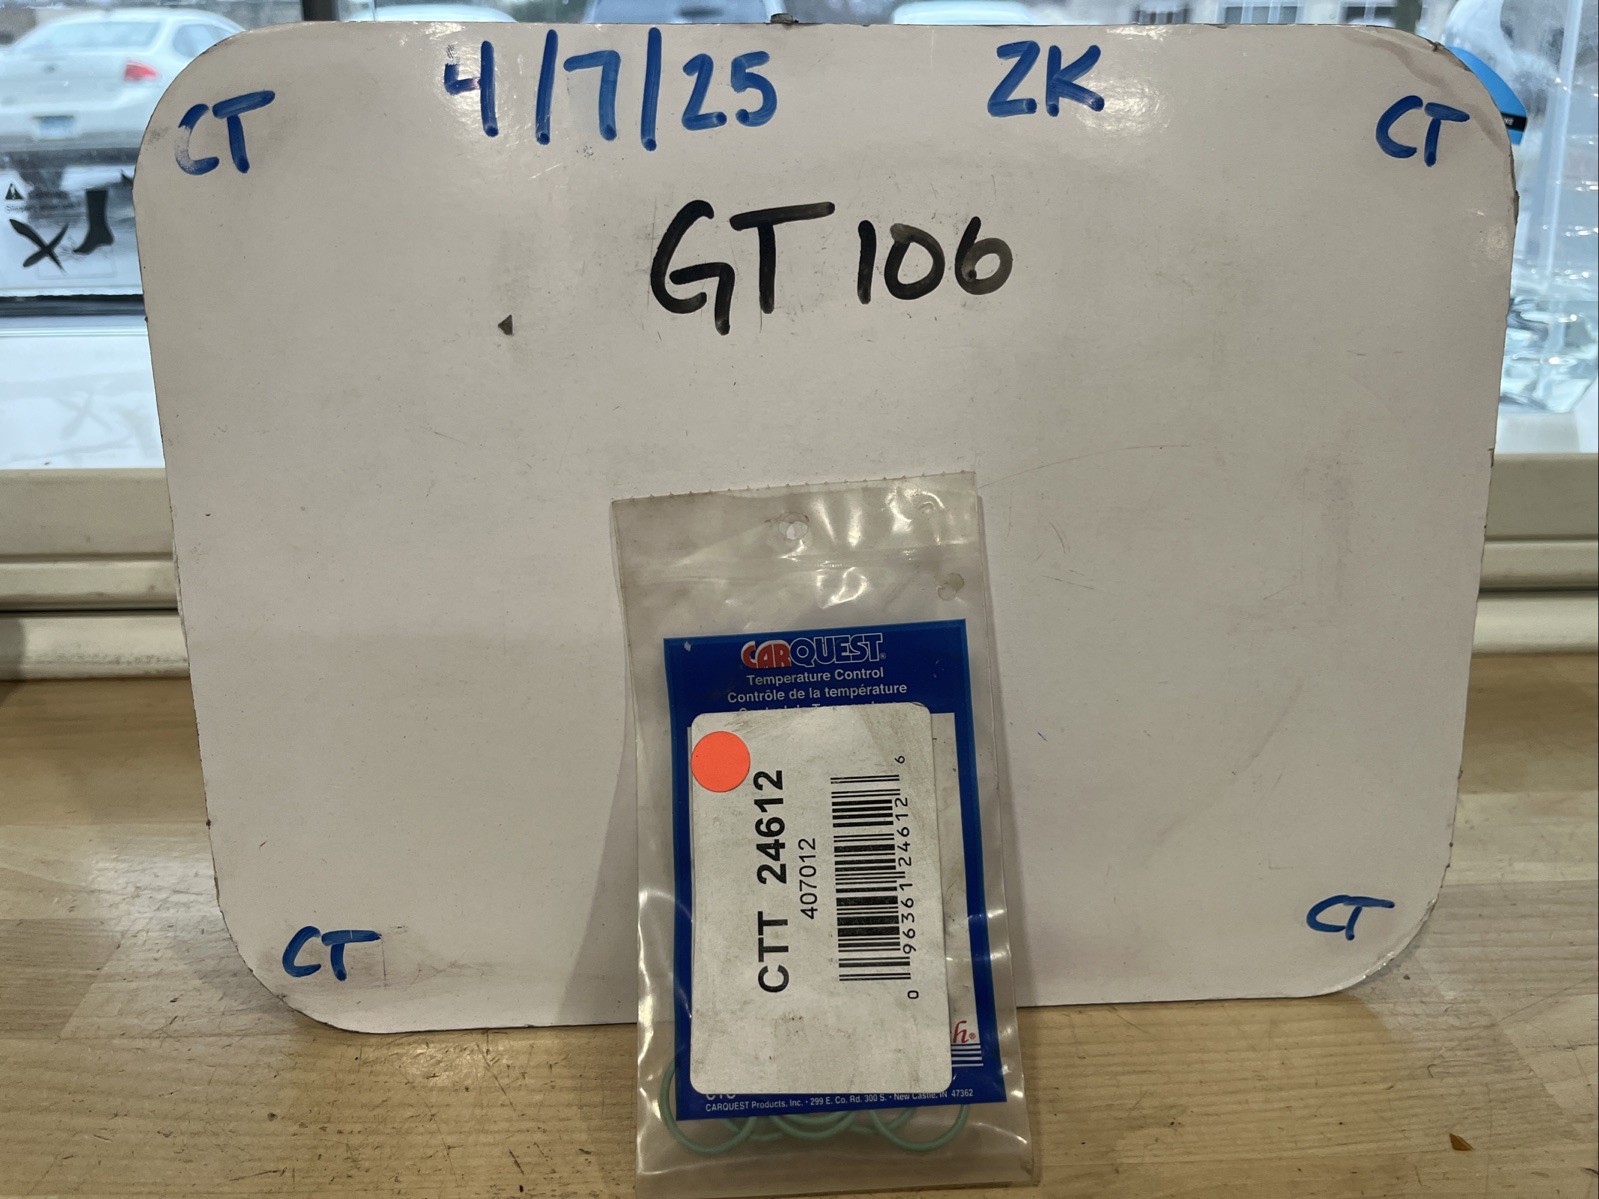 4/7/25 ZK
CT CT
GT 106
CARQUEST®
Temperature Control
Contrôle de la température
CTT 24612
407012
0 96361 24612 6
CARQUEST Products, Inc. - 299 E. Co. Rd. 300 S. - New Castle, IN 47362
CT CT